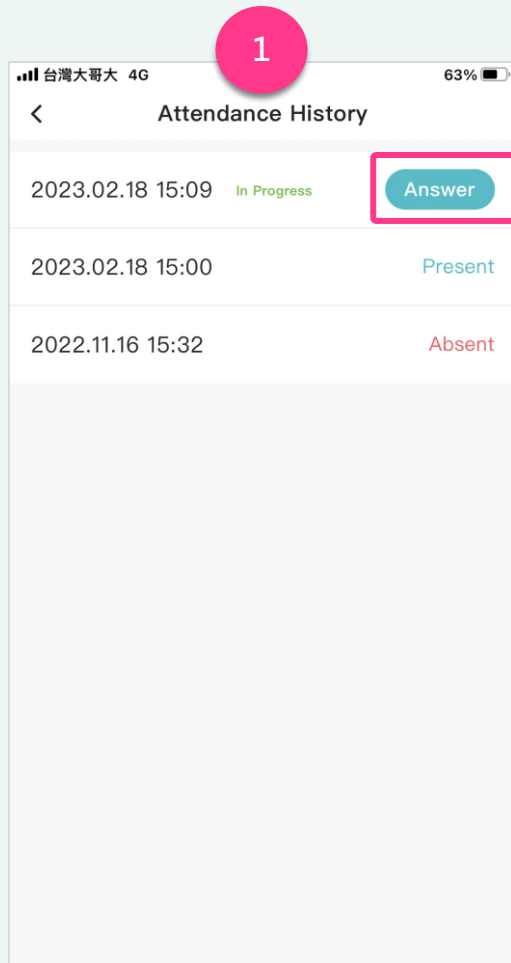 1
台灣大哥大 4G 63%
Attendance History
2023.02.18 15:09 In Progress Answer
2023.02.18 15:00 Present
2022.11.16 15:32 Absent